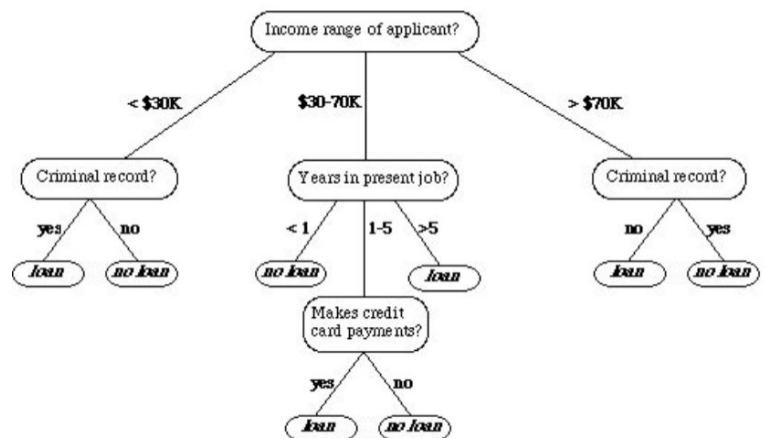 Income range of applicant?
< $30K
$30-70K
> $70K
Criminal record?
Years in present job?
Criminal record?
yes
no
< 1
1-5
>5
no
yes
loan
no loan
no loan
loan
loan
no loan
Makes credit
card payments?
yes
no
loan
no loan